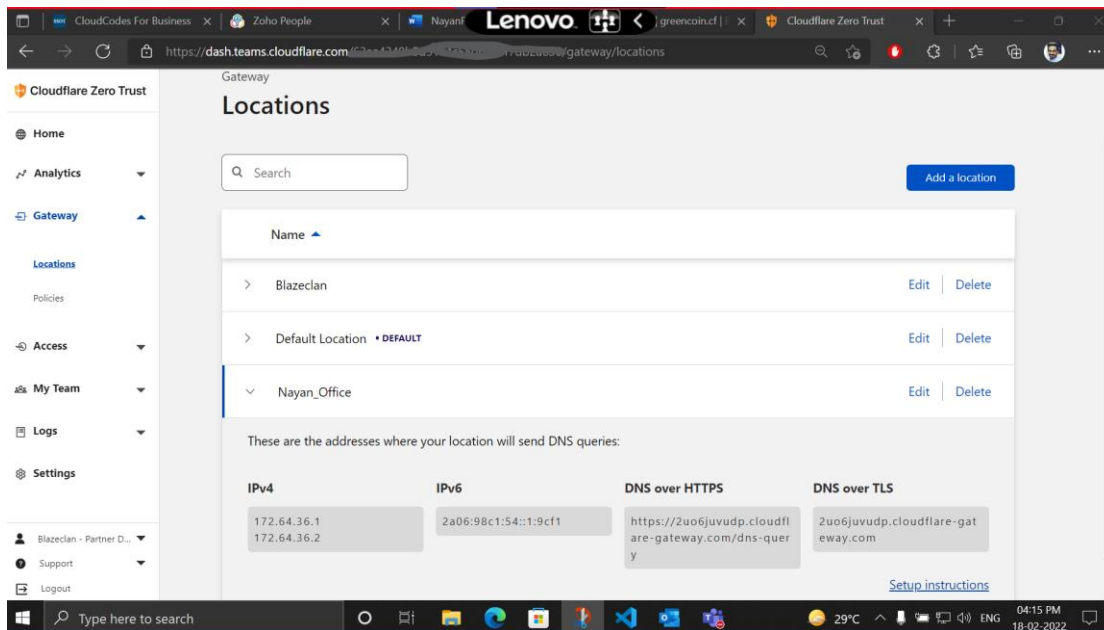 CloudCodes For Business
Zoho People
Nayan
Lenovo.
greencoin.cf |
Cloudflare Zero Trust
https://dash.teams.cloudflare.com/
/gateway/locations
Cloudflare Zero Trust
Home
Analytics
Gateway
Locations
Policies
Access
My Team
Logs
Settings
Blazeclan - Partner D...
Support
Logout
Gateway
Locations
Search
Add a location
Name
Blazeclan
Edit
Delete
Default Location • DEFAULT
Edit
Delete
Nayan_Office
Edit
Delete
These are the addresses where your location will send DNS queries:
IPv4
172.64.36.1
172.64.36.2
IPv6
2a06:98c1:54::1:9cf1
DNS over HTTPS
https://2uo6juvudp.cloudfl
are-gateway.com/dns-quer
y
DNS over TLS
2uo6juvudp.cloudflare-gat
eway.com
Setup instructions
Type here to search
29°C
ENG
04:15 PM
18-02-2022